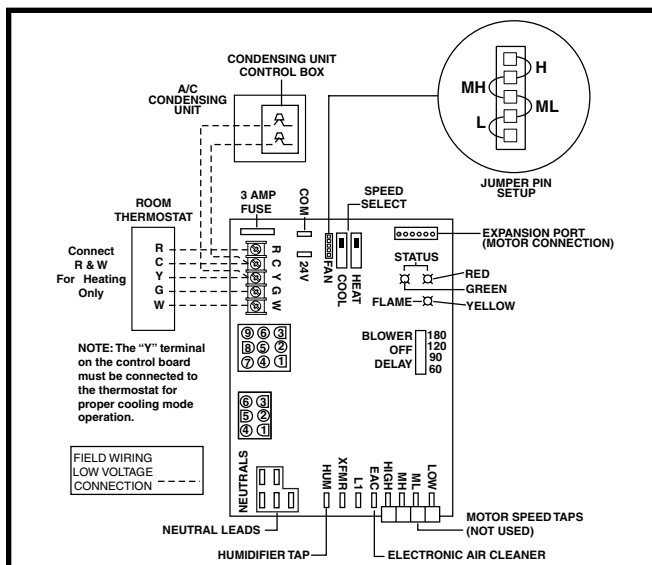 CONDENSING UNIT
CONTROL BOX
A/C
CONDENSING
UNIT
H
MH
ML
L
JUMPER PIN
SETUP
ROOM
THERMOSTAT
3 AMP
FUSE
COM
SPEED
SELECT
EXPANSION PORT
(MOTOR CONNECTION)
Connect
R & W
For Heating
Only
R
C
Y
G
W
R
C
Y
G
W
24V
FAN
COOL
HEAT
STATUS
RED
GREEN
FLAME
YELLOW
NOTE: The “Y” terminal
on the control board
must be connected to
the thermostat for
proper cooling mode
operation.
9 6 3
8 5 2
7 4 1
BLOWER
OFF
DELAY
180
120
90
60
6 3
5 2
4 1
FIELD WIRING
LOW VOLTAGE
CONNECTION
NEUTRALS
HUM
XFMR
L1
EAC
HIGH
MH
ML
LOW
NEUTRAL LEADS
MOTOR SPEED TAPS
(NOT USED)
HUMIDIFIER TAP
ELECTRONIC AIR CLEANER